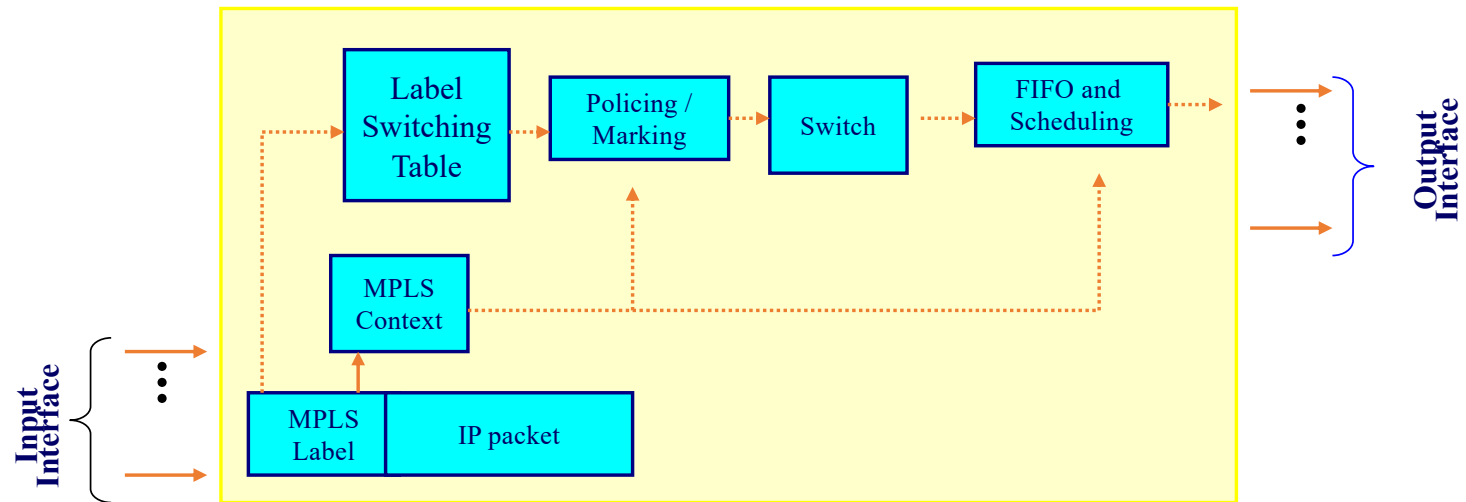 Label
Switching
Table
Policing /
Marking
Switch
FIFO and
Scheduling
Output
Interface
MPLS
Context
Input
Interface
MPLS
Label
IP packet